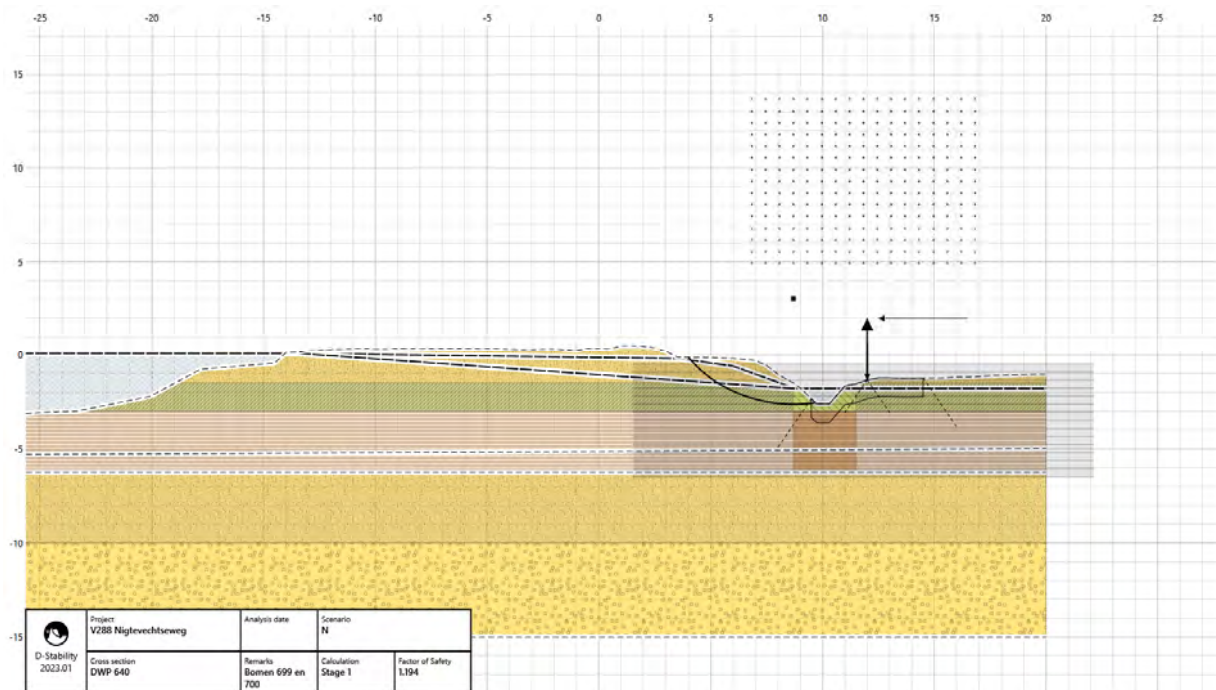 -25 -20 -15 -10 -5 0 5 10 15 20 25
15
10
5
0
-5
-10
-15
D-Stability
2023.01
Project
V288 Nigtevechtseweg
Analysis date
Scenario
N
Cross section
DWP 640
Remarks
Bomen 699 en
700
Calculation
Stage 1
Factor of Safety
1.194